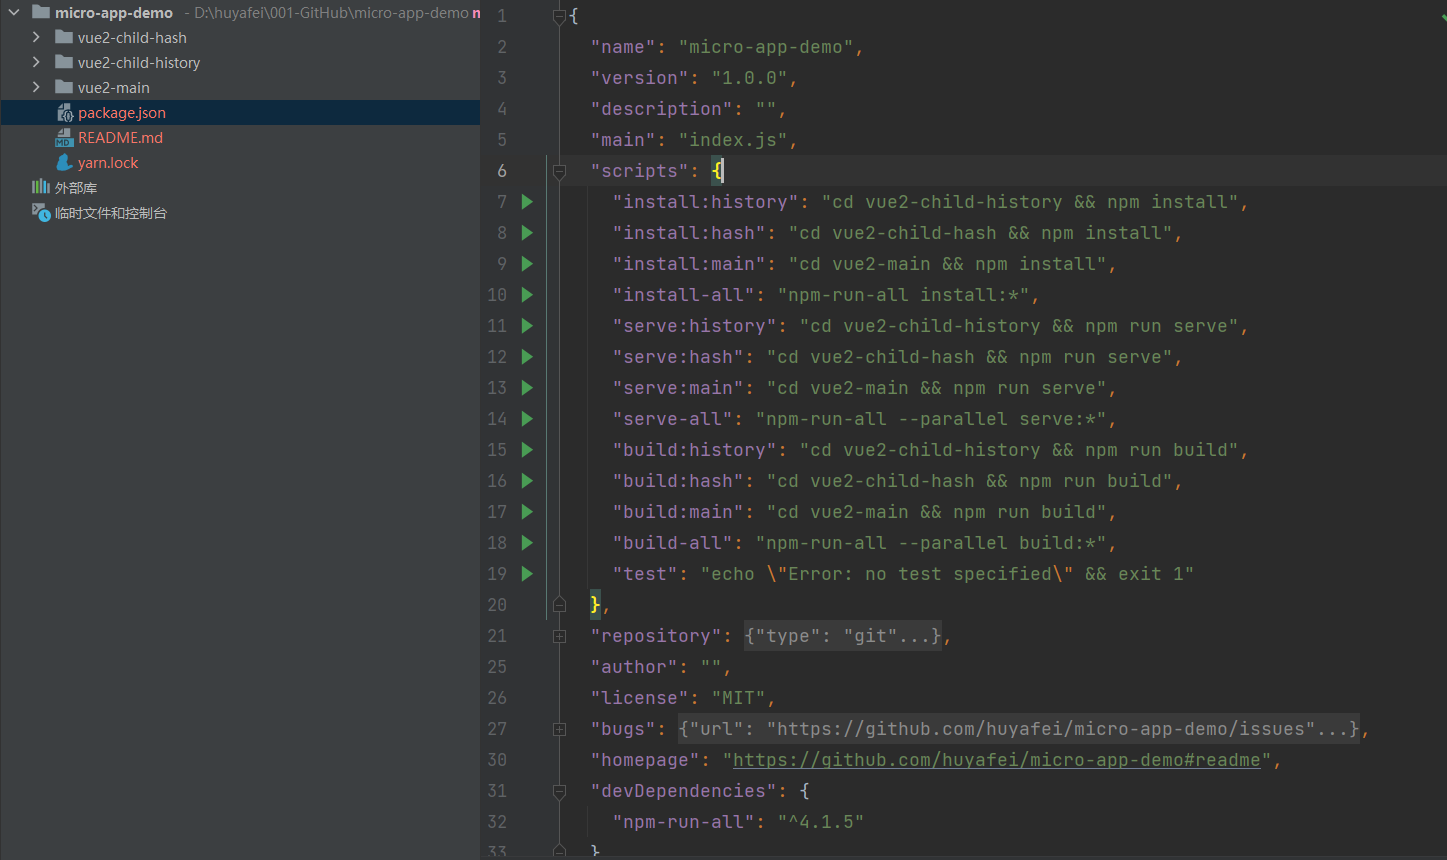 micro-app-demo - D:\huyafei\001-GitHub\micro-app-demo
vue2-child-hash
vue2-child-history
vue2-main
package.json
README.md
yarn.lock
外部库
临时文件和控制台
1 {
2 "name": "micro-app-demo",
3 "version": "1.0.0",
4 "description": "",
5 "main": "index.js",
6 "scripts": {
7 "install:history": "cd vue2-child-history && npm install",
8 "install:hash": "cd vue2-child-hash && npm install",
9 "install:main": "cd vue2-main && npm install",
10 "install-all": "npm-run-all install:*",
11 "serve:history": "cd vue2-child-history && npm run serve",
12 "serve:hash": "cd vue2-child-hash && npm run serve",
13 "serve:main": "cd vue2-main && npm run serve",
14 "serve-all": "npm-run-all --parallel serve:*",
15 "build:history": "cd vue2-child-history && npm run build",
16 "build:hash": "cd vue2-child-hash && npm run build",
17 "build:main": "cd vue2-main && npm run build",
18 "build-all": "npm-run-all --parallel build:*",
19 "test": "echo \"Error: no test specified\" && exit 1"
20 },
21 "repository": {"type": "git"...},
25 "author": "",
26 "license": "MIT",
27 "bugs": {"url": "https://github.com/huyafei/micro-app-demo/issues"...},
30 "homepage": "https://github.com/huyafei/micro-app-demo#readme",
31 "devDependencies": {
32 "npm-run-all": "^4.1.5"
33 }